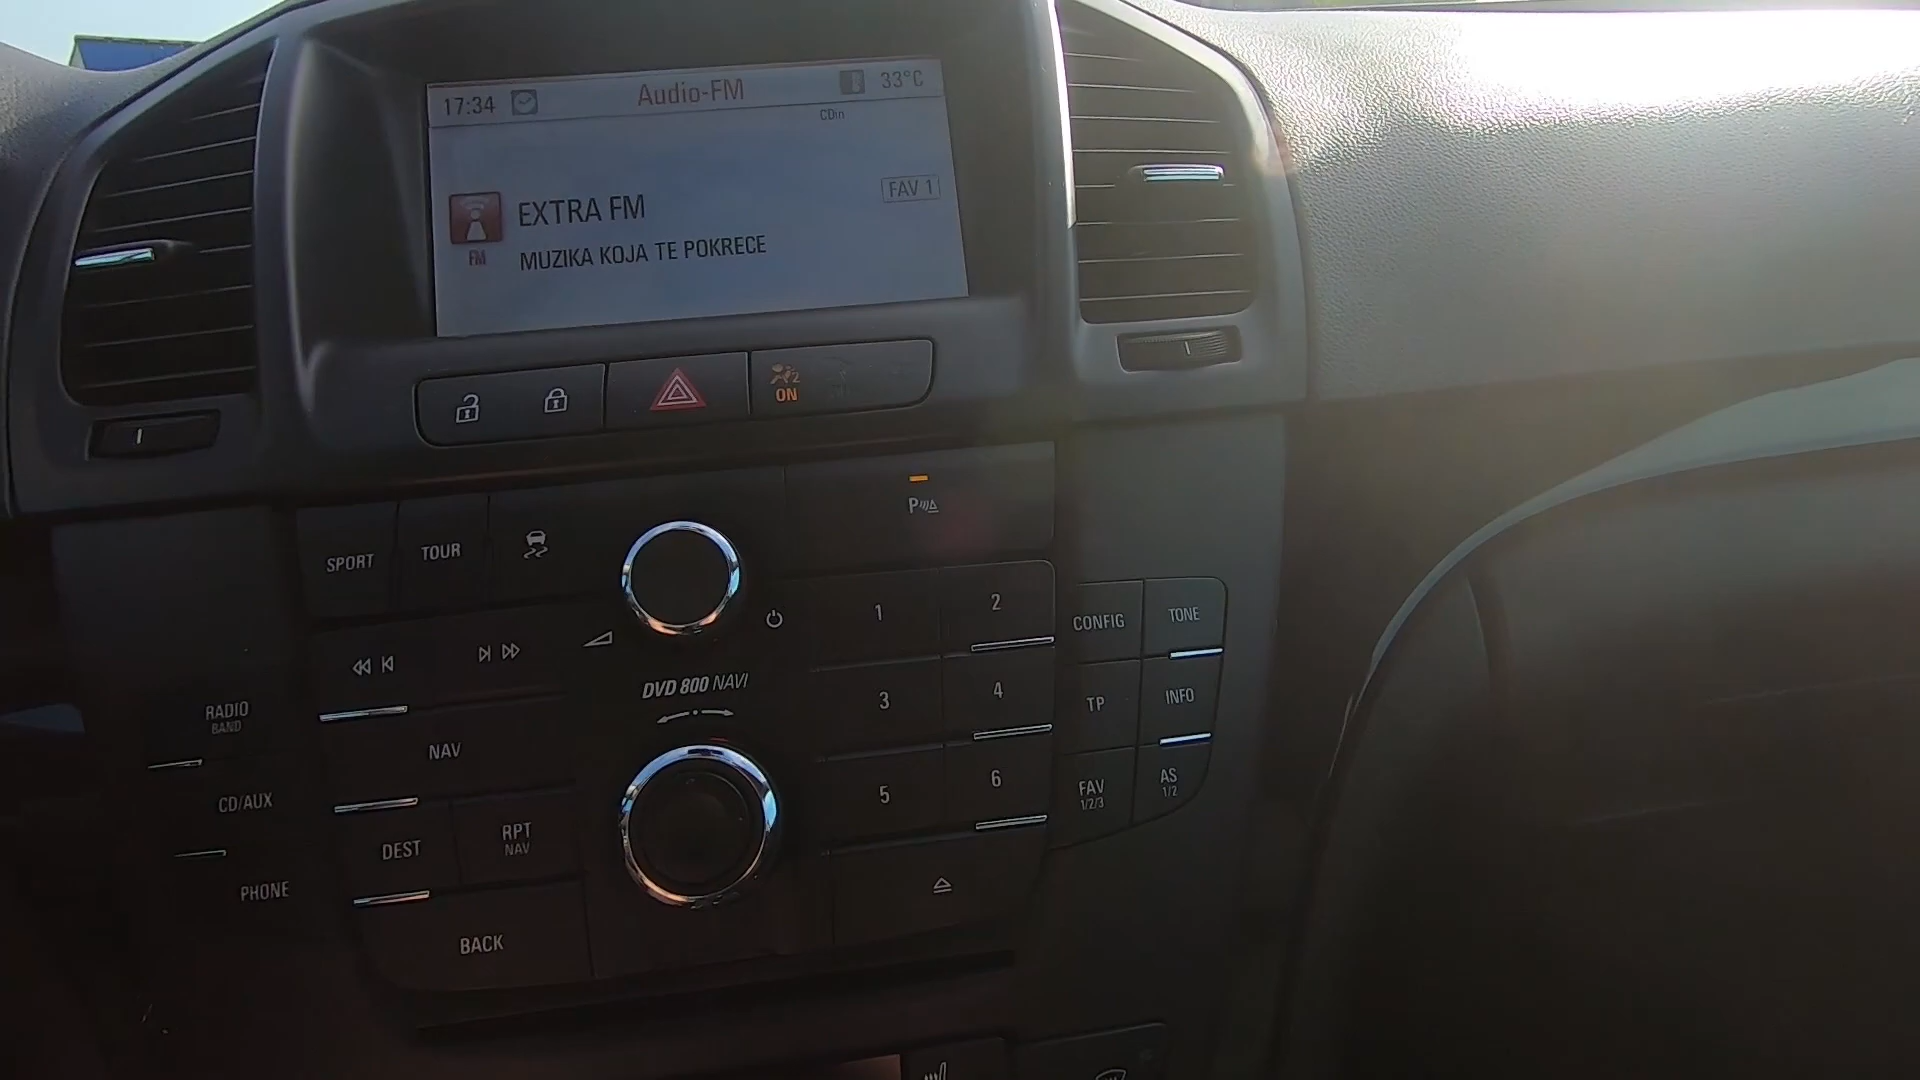 17:34 Audio-FM 33°C
CDin
EXTRA FM FAV 1
FM MUZIKA KOJA TE POKRECE
2
ON
P
SPORT TOUR
1 2 CONFIG TONE
DVD 800 NAVI
3 4 TP INFO
RADIO
BAND
NAV
5 6 FAV
1/2/3
AS
1/2
CD/AUX
DEST RPT
NAV
PHONE
BACK